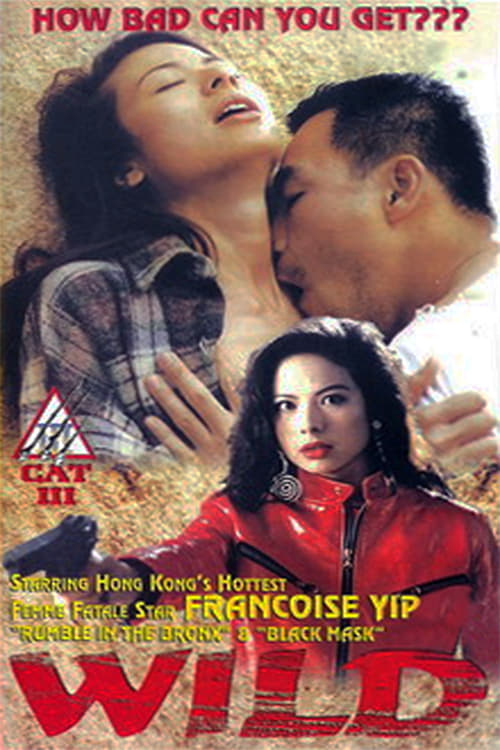 HOW BAD CAN YOU GET???
CAT
III
STARRING HONG KONG'S HOTTEST
FEMME FATALE STAR FRANCOISE YIP
"RUMBLE IN THE BRONX" & "BLACK MASK"
WILD